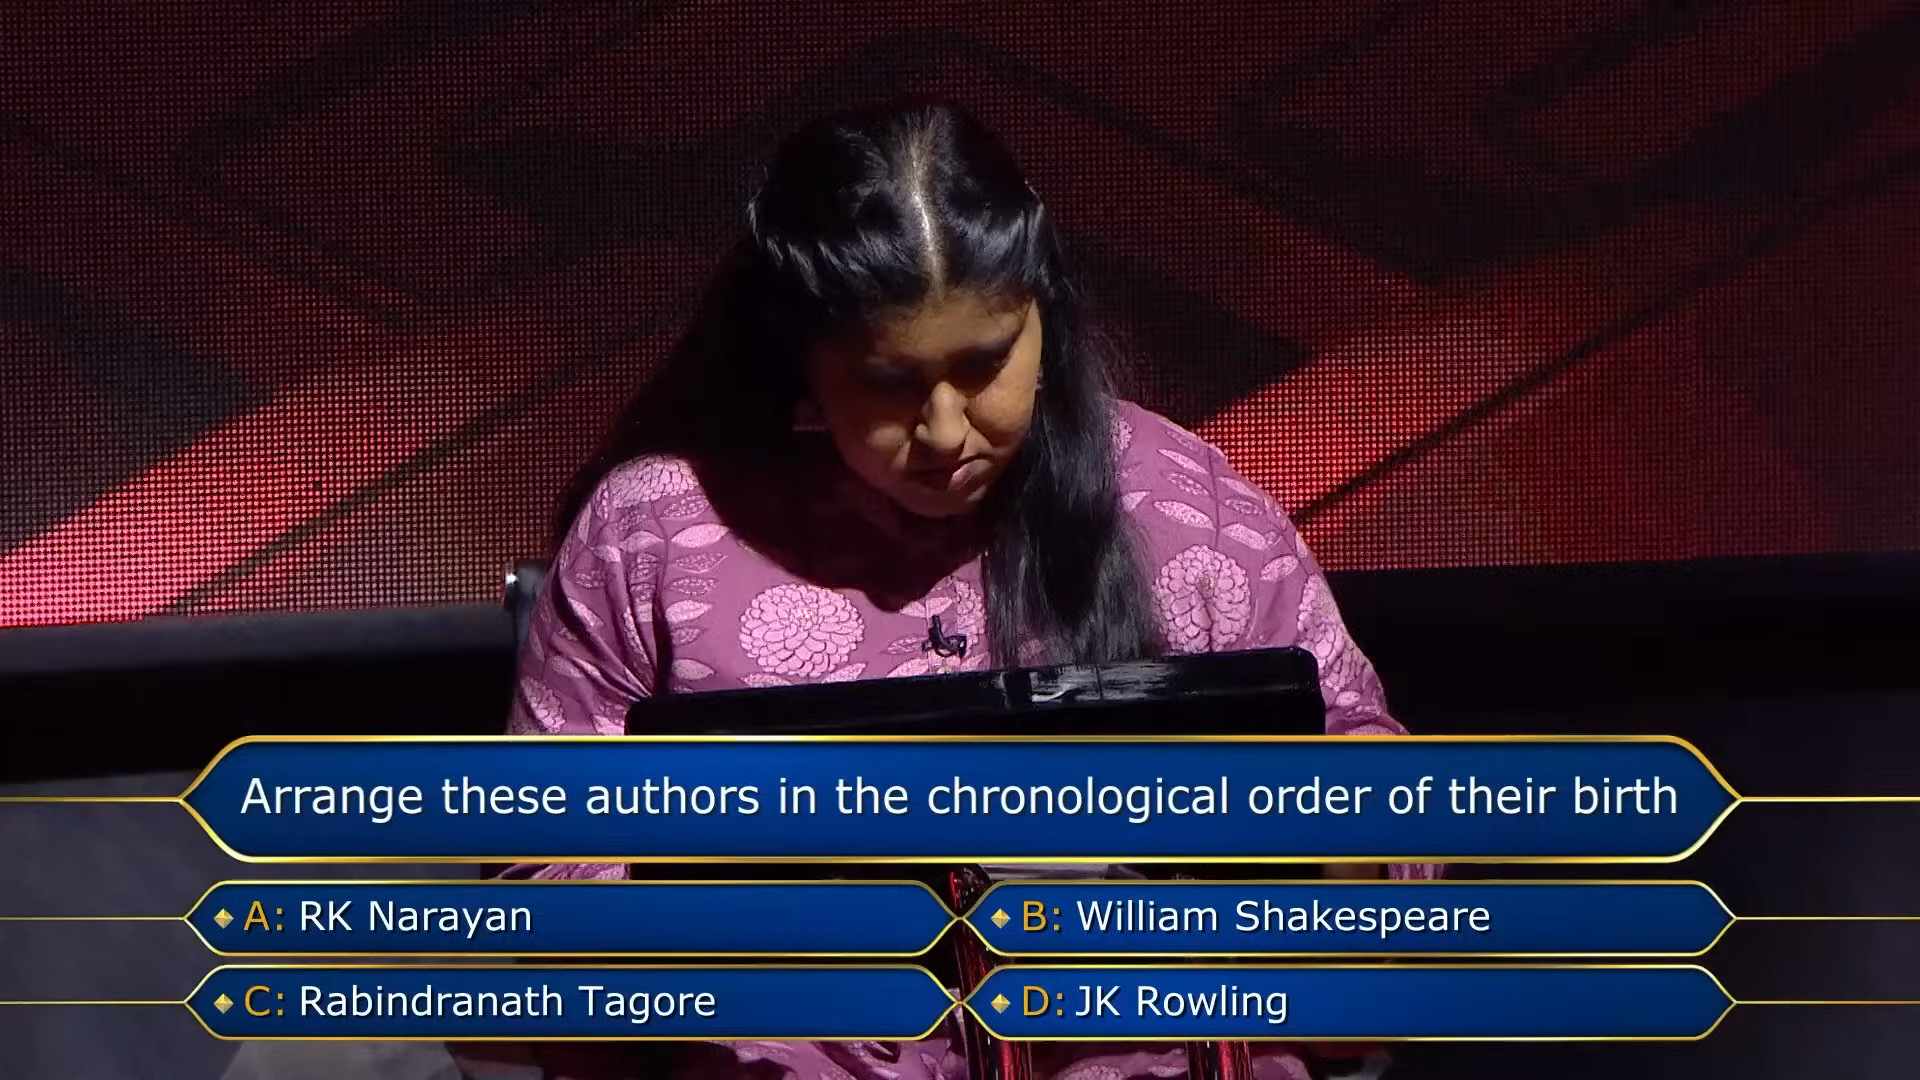 Arrange these authors in the chronological order of their birth
A: RK Narayan
B: William Shakespeare
C: Rabindranath Tagore
D: JK Rowling